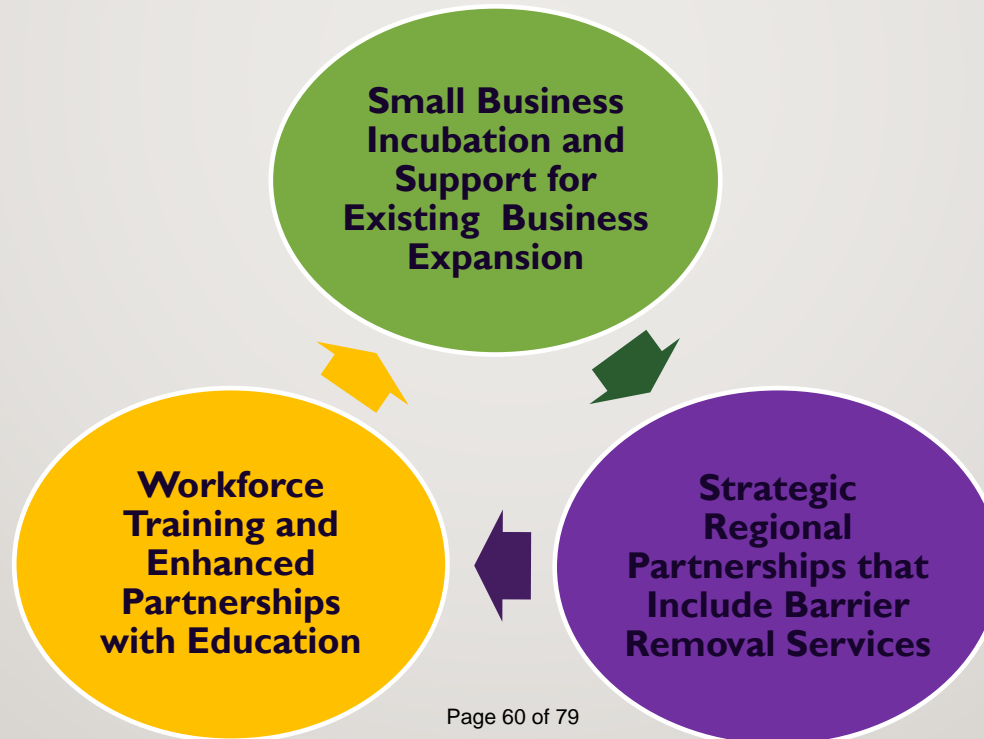 Small Business
Incubation and
Support for
Existing  Business
Expansion
Workforce
Training and
Enhanced
Partnerships
with Education
Strategic
Regional
Partnerships that
Include Barrier
Removal Services
Page 60 of 79